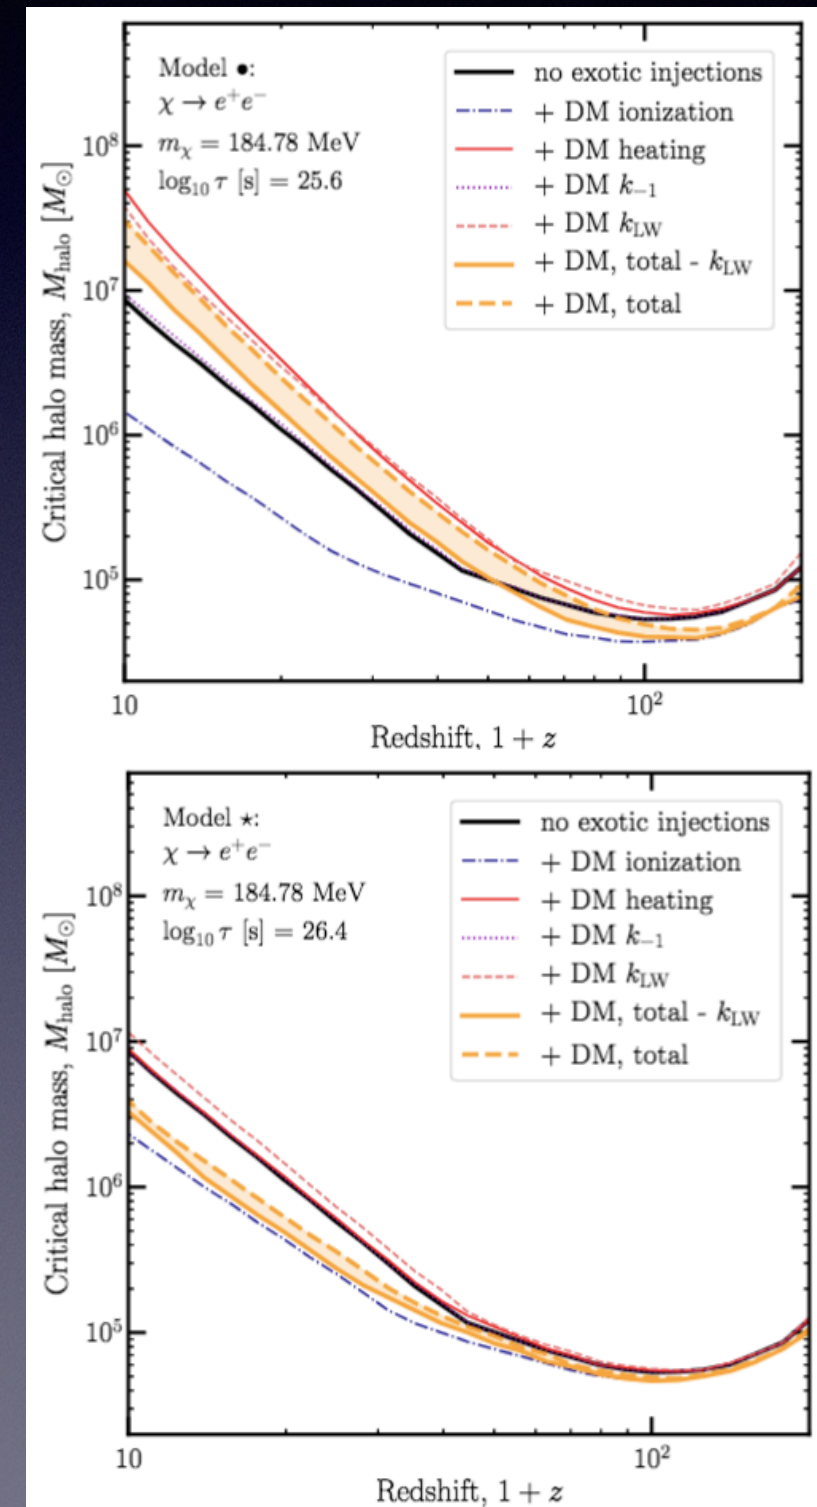 Model ●:
χ → e⁺e⁻
m_χ = 184.78 MeV
log₁₀ τ [s] = 25.6
no exotic injections
+ DM ionization
+ DM heating
+ DM k₋₁
+ DM k_LW
+ DM, total - k_LW
+ DM, total
Critical halo mass, M_halo [M_⊙]
10⁸
10⁷
10⁶
10⁵
10
10²
Redshift, 1 + z
Model ⋆:
χ → e⁺e⁻
m_χ = 184.78 MeV
log₁₀ τ [s] = 26.4
no exotic injections
+ DM ionization
+ DM heating
+ DM k₋₁
+ DM k_LW
+ DM, total - k_LW
+ DM, total
Critical halo mass, M_halo [M_⊙]
10⁸
10⁷
10⁶
10⁵
10
10²
Redshift, 1 + z